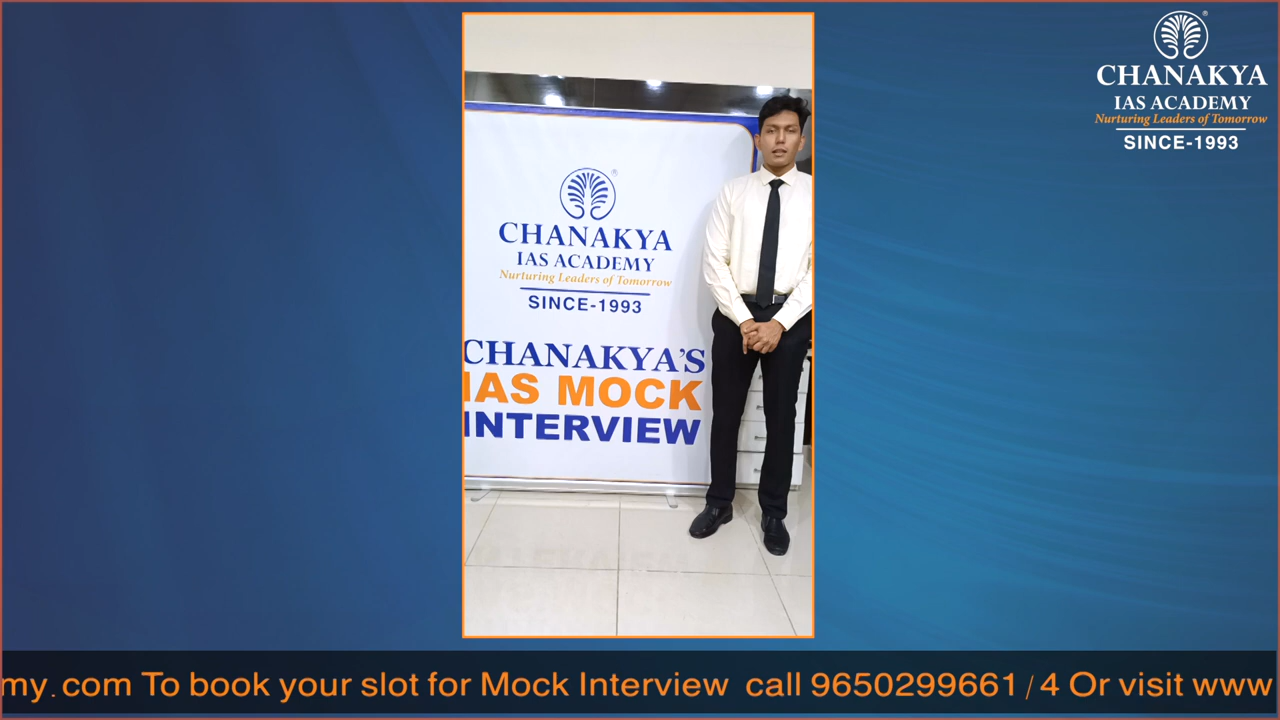 CHANAKYA
IAS ACADEMY
Nurturing Leaders of Tomorrow
SINCE-1993
CHANAKYA'S
IAS MOCK
INTERVIEW
®
CHANAKYA
IAS ACADEMY
Nurturing Leaders of Tomorrow
SINCE-1993
my.com To book your slot for Mock Interview call 9650299661/4 Or visit www